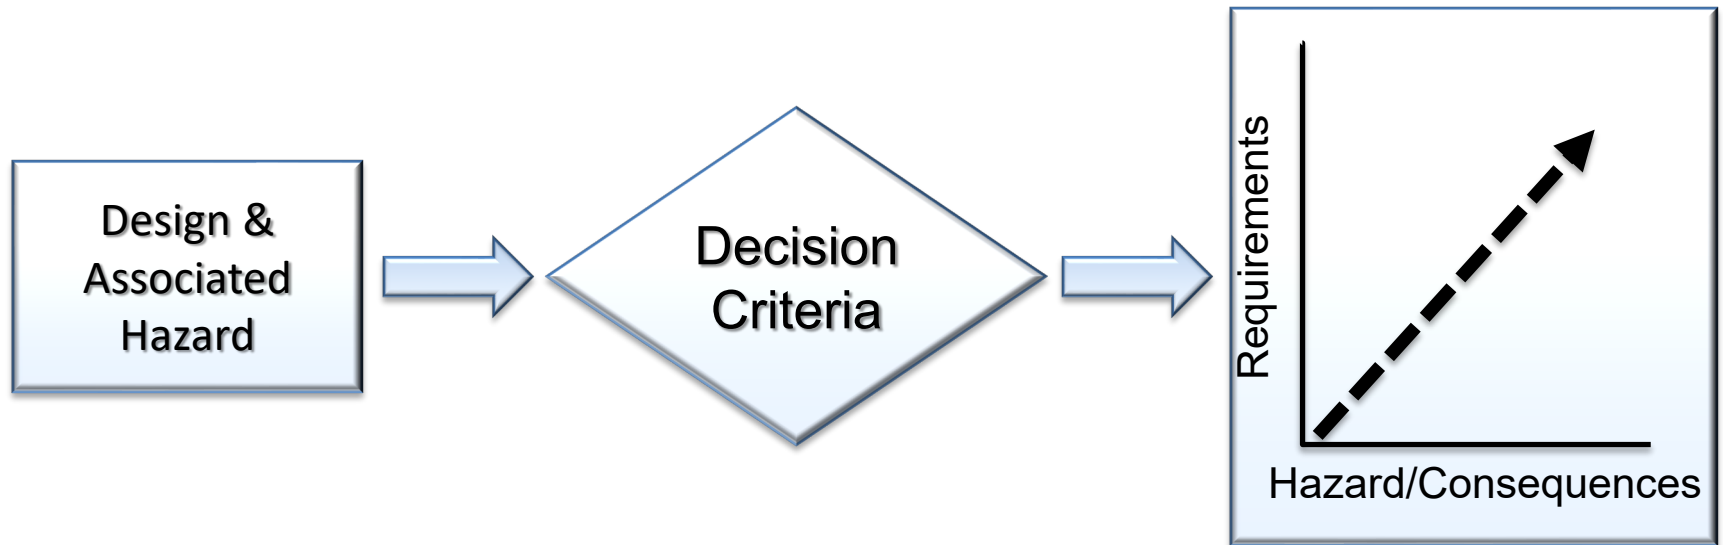 Design &
Associated
Hazard
Decision
Criteria
Requirements
Hazard/Consequences